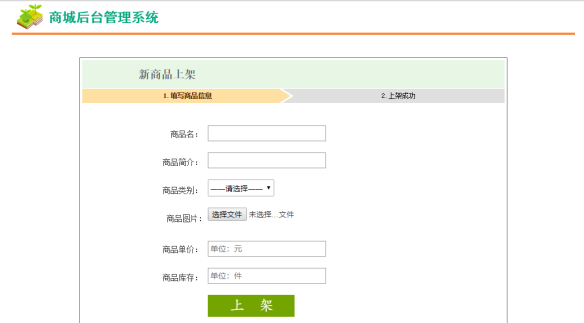 商城后台管理系统
新商品上架
1. 填写商品信息 2. 上架成功
商品名：
商品简介：
商品类别： ——请选择——
商品图片： 选择文件 未选择...文件
商品单价： 单位：元
商品库存： 单位：件
上 架